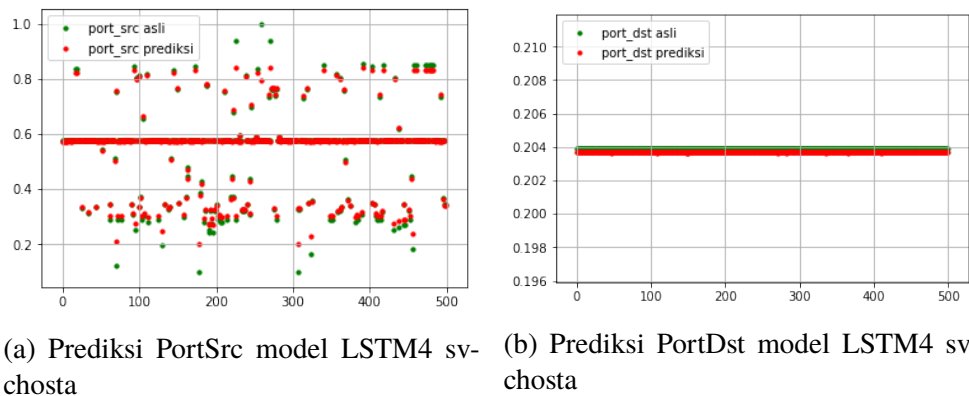 1.0
0.8
0.6
0.4
0.2
port_src asli
port_src prediksi
0 100 200 300 400 500
0.210
0.208
0.206
0.204
0.202
0.200
0.198
0.196
port_dst asli
port_dst prediksi
0 100 200 300 400 500
(a) Prediksi PortSrc model LSTM4 sv-
chosta
(b) Prediksi PortDst model LSTM4 sv
chosta